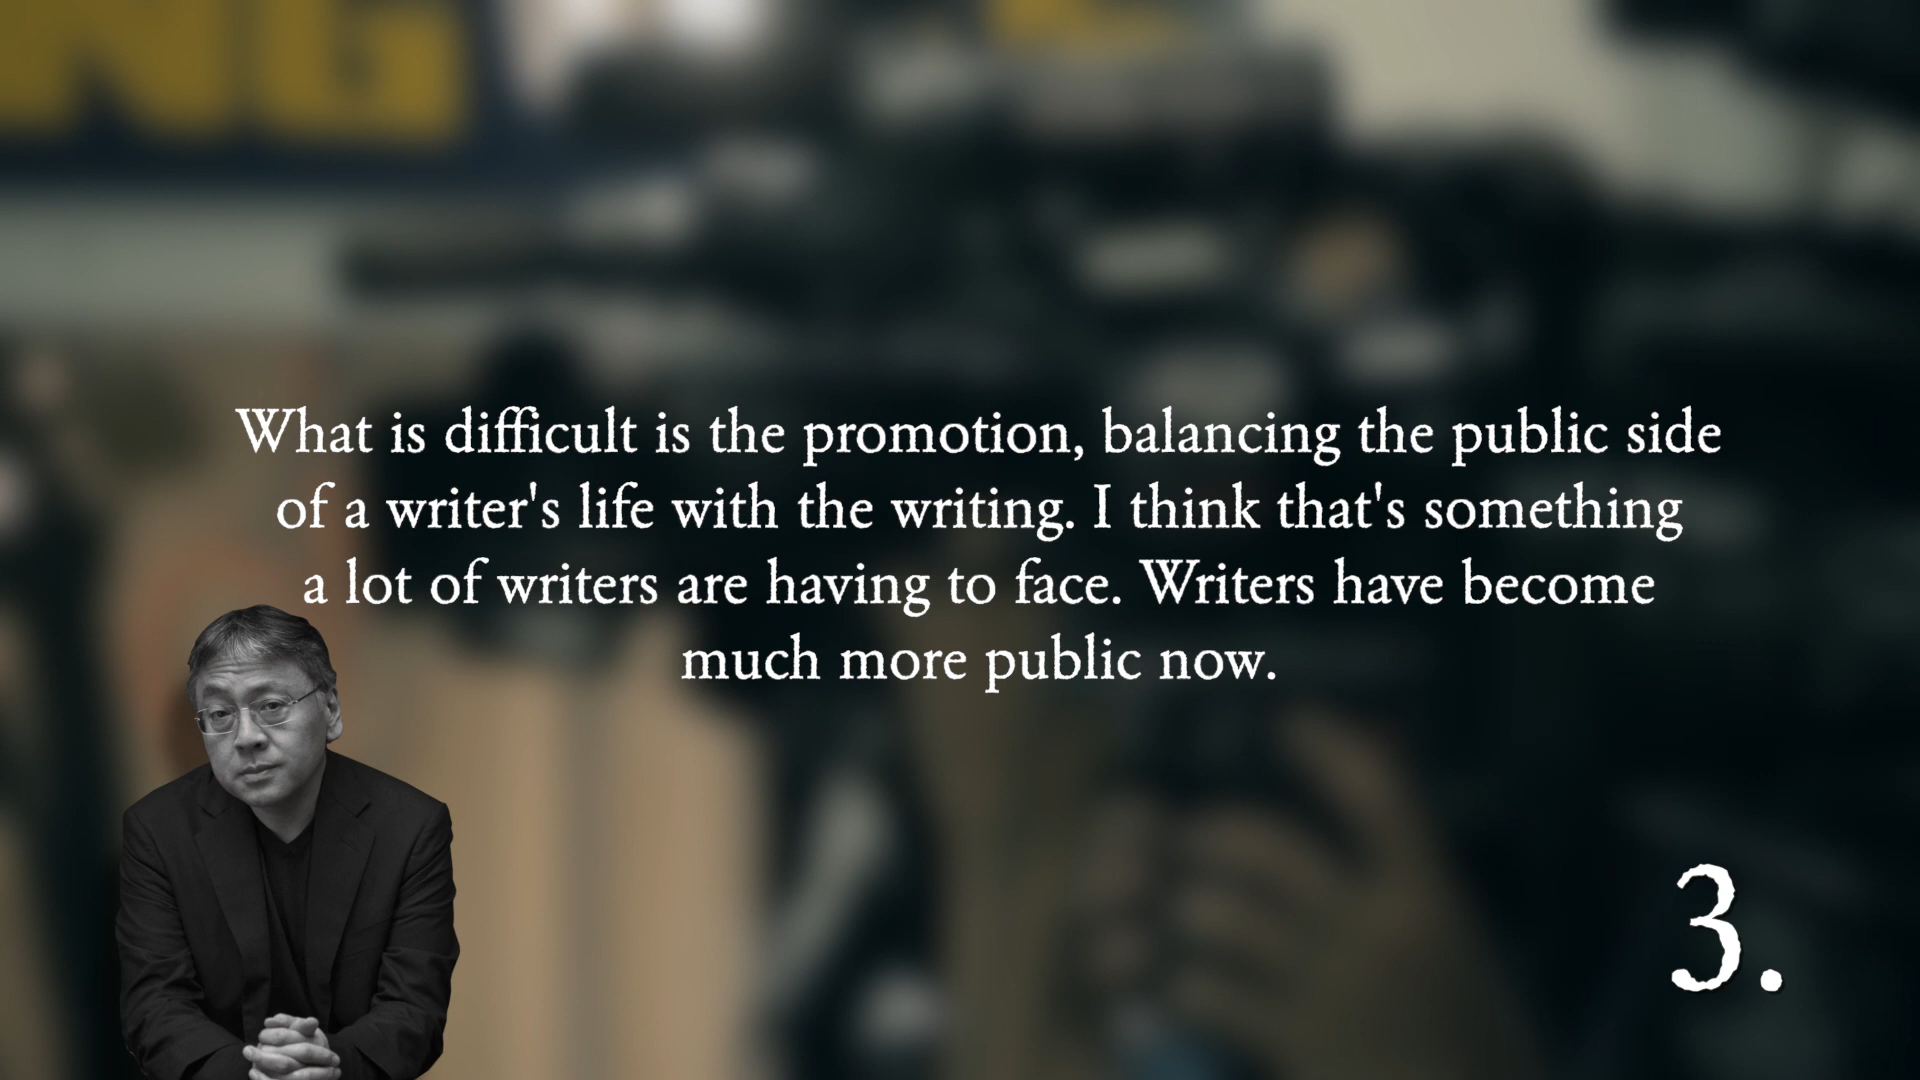 NG
What is difficult is the promotion, balancing the public side
of a writer's life with the writing. I think that's something
a lot of writers are having to face. Writers have become
much more public now.
3.